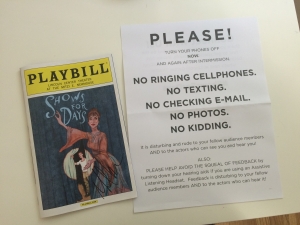 PLAYBILL
LINCOLN CENTER THEATER
AT THE MITZI E. NEWHOUSE
SHOWS
FOR
DAYS
PLEASE!
TURN YOUR PHONES OFF
NOW
AND AGAIN AFTER INTERMISSION.
NO RINGING CELLPHONES.
NO TEXTING.
NO CHECKING E-MAIL.
NO PHOTOS.
NO KIDDING.
It is disturbing and rude to your fellow audience members
AND to the actors who can see you and hear you!
ALSO
PLEASE HELP AVOID THE SQUEAL OF FEEDBACK by
turning down your hearing aids if you are using an Assistive
Listening Headset. Feedback is disturbing to your fellow
audience members AND to the actors who can hear it!